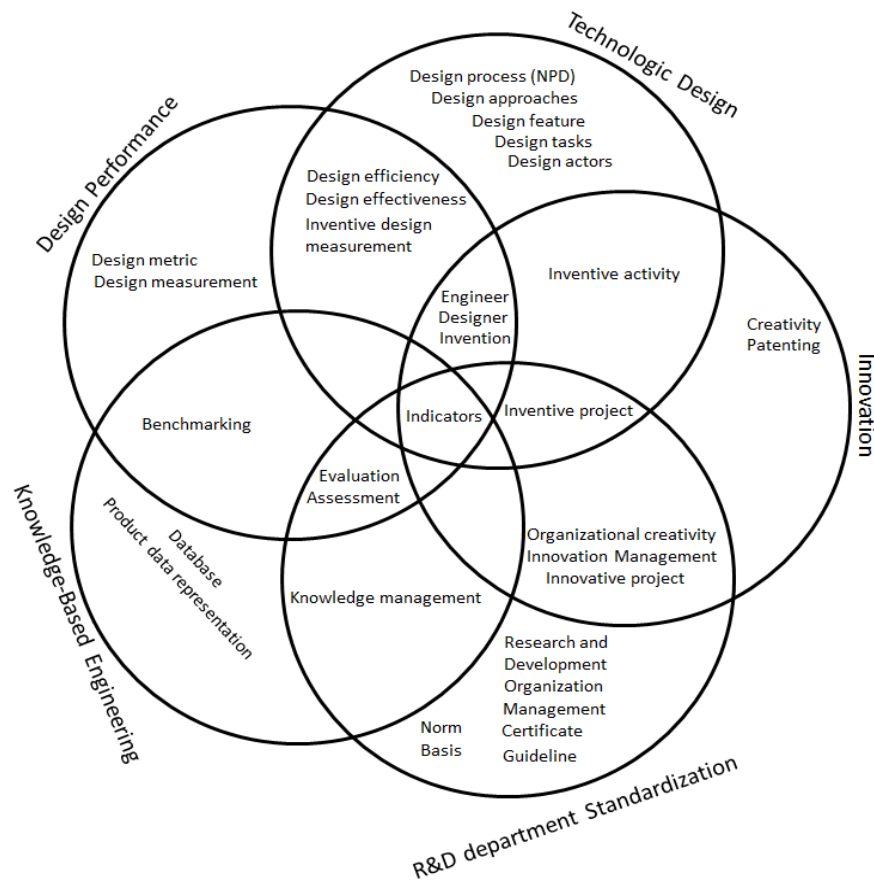 Technologic Design
Design process (NPD)
Design approaches
Design feature
Design tasks
Design actors
Design Performance
Design efficiency
Design effectiveness
Inventive design
measurement
Design metric
Design measurement
Inventive activity
Engineer
Designer
Invention
Creativity
Patenting
Innovation
Benchmarking
Indicators
Inventive project
Evaluation
Assessment
Knowledge-Based Engineering
Database
Product data representation
Organizational creativity
Innovation Management
Innovative project
Knowledge management
Research and
Development
Organization
Management
Certificate
Guideline
Norm
Basis
R&D department Standardization